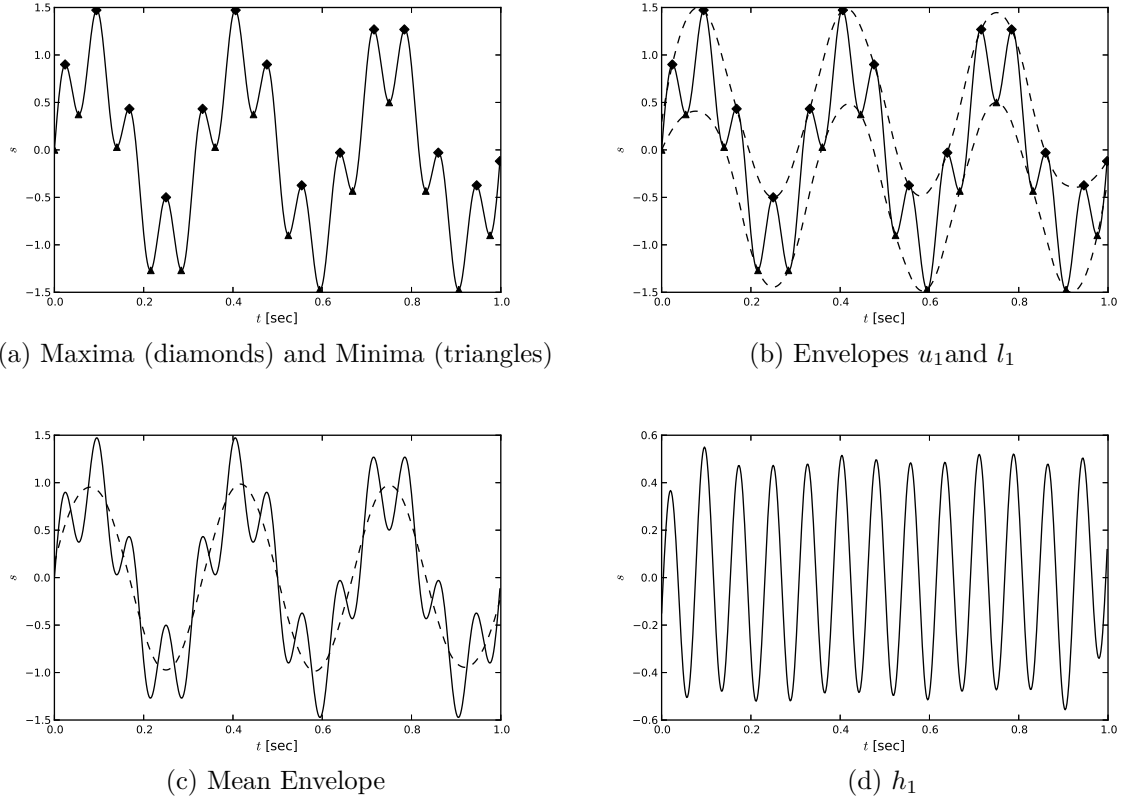 1.5 1.5
1.0 1.0
0.5 0.5
0.0 0.0
s s
−0.5 −0.5
−1.0 −1.0
−1.5 −1.5
0.0 0.2 0.4 0.6 0.8 1.0 0.0 0.2 0.4 0.6 0.8 1.0
t [sec] t [sec]
a) Maxima (diamonds) and Minima (triangles) (b) Envelopes u₁and l₁
1.5 0.6
1.0 0.4
0.5 0.2
0.0 0.0
s s
−0.5 −0.2
−1.0 −0.4
−1.5 −0.6
0.0 0.2 0.4 0.6 0.8 1.0 0.0 0.2 0.4 0.6 0.8 1.0
t [sec] t [sec]
(c) Mean Envelope (d) h₁